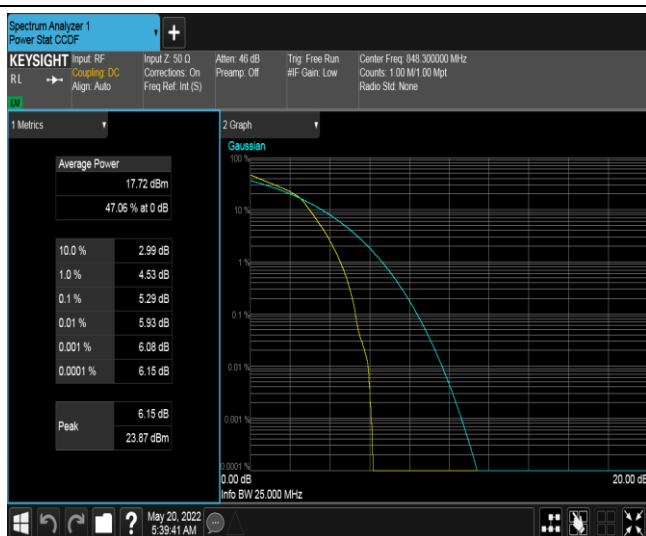 Spectrum Analyzer 1
Power Stat CCDF
+
KEYSIGHT
RL
Input: RF
Coupling: DC
Align: Auto
Input Z: 50 Ω
Corrections: On
Freq Ref: Int (S)
Atten: 46 dB
Preamp: Off
Trig: Free Run
#IF Gain: Low
Center Freq: 848.300000 MHz
Counts: 1.00 M/1.00 Mpt
Radio Std: None
1 Metrics
Average Power
17.72 dBm
47.06 % at 0 dB
10.0 % 2.99 dB
1.0 % 4.53 dB
0.1 % 5.29 dB
0.01 % 5.93 dB
0.001 % 6.08 dB
0.0001 % 6.15 dB
Peak
6.15 dB
23.87 dBm
2 Graph
Gaussian
100 %
10 %
1 %
0.1 %
0.01 %
0.001 %
0.0001 %
0.00 dB 20.00 dB
Info BW 25.000 MHz
?
May 20, 2022
5:39:41 AM